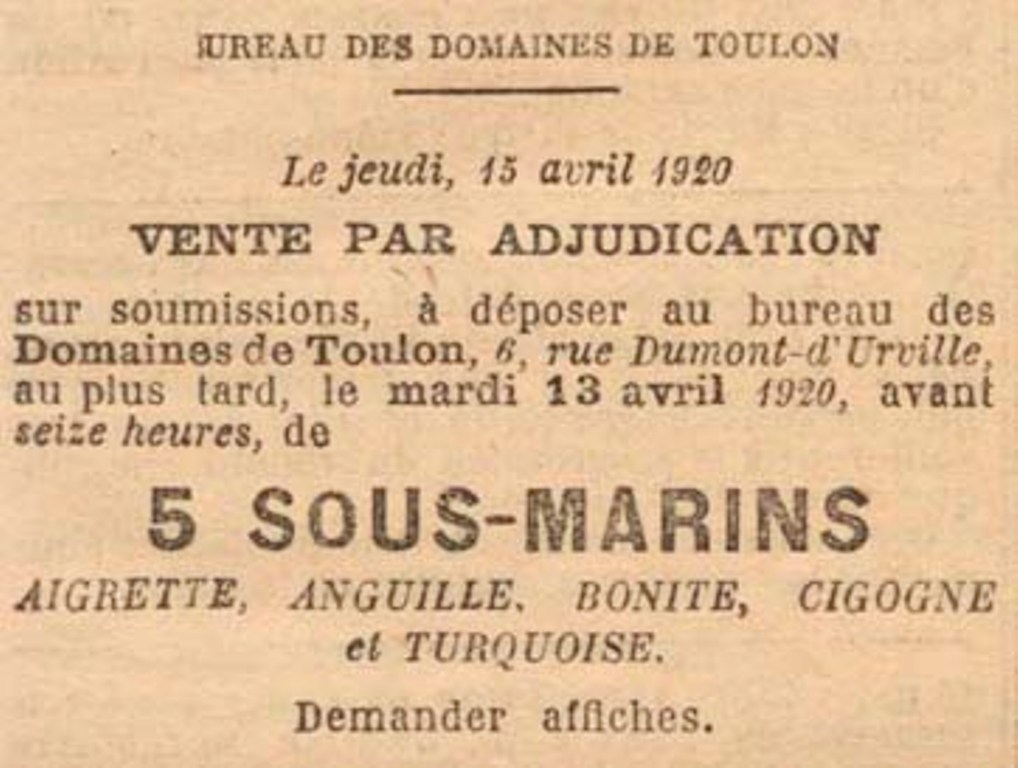 BUREAU DES DOMAINES DE TOULON
Le jeudi, 15 avril 1920
VENTE PAR ADJUDICATION
sur soumissions, à déposer au bureau des
Domaines de Toulon, 6, rue Dumont-d'Urville,
au plus tard, le mardi 13 avril 1920, avant
seize heures, de
5 SOUS-MARINS
AIGRETTE, ANGUILLE. BONITE, CIGOGNE
et TURQUOISE.
Demander affiches.